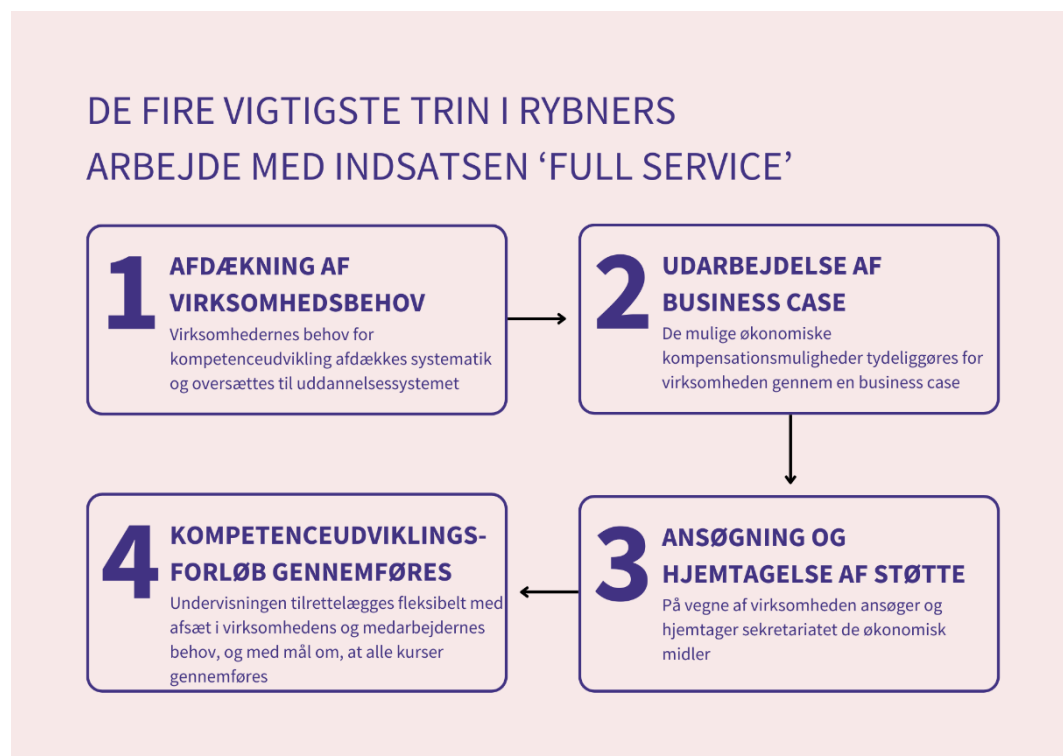 DE FIRE VIGTIGSTE TRIN I RYBNERS
ARBEJDE MED INDSATSEN ‘FULL SERVICE’
1
AFDÆKNING AF
VIRKSOMHEDSBEHOV
Virksomhedernes behov for
kompetenceudvikling afdækkes systematik
og oversættes til uddannelsessystemet
2
UDARBEJDELSE AF
BUSINESS CASE
De mulige økonomiske
kompensationsmuligheder tydeliggøres for
virksomheden gennem en business case
3
ANSØGNING OG
HJEMTAGELSE AF STØTTE
På vegne af virksomheden ansøger og
hjemtager sekretariatet de økonomisk
midler
4
KOMPETENCEUDVIKLINGS-
FORLØB GENNEMFØRES
Undervisningen tilrettelægges fleksibelt med
afsæt i virksomhedens og medarbejdernes
behov, og med mål om, at alle kurser
gennemføres